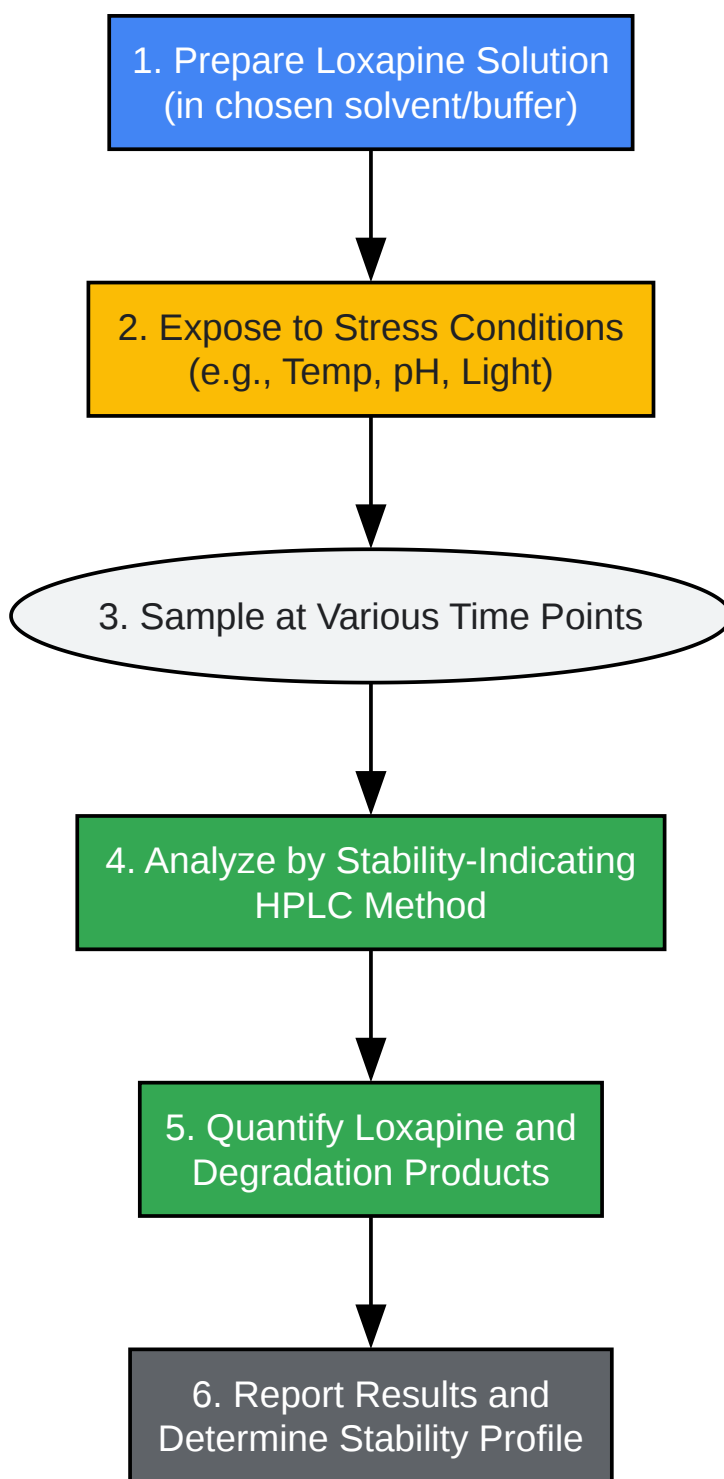 1. Prepare Loxapine Solution
(in chosen solvent/buffer)
2. Expose to Stress Conditions
(e.g., Temp, pH, Light)
3. Sample at Various Time Points
4. Analyze by Stability-Indicating
HPLC Method
5. Quantify Loxapine and
Degradation Products
6. Report Results and
Determine Stability Profile